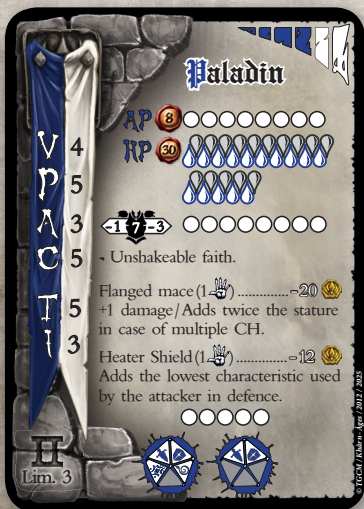 Paladin
AP 8
HP 30
V 4
P 5
A 3
C 5
T 5
I 3
-1 7 -3
- Unshakeable faith.
Flanged mace (1 ) .............. -20
+1 damage/Adds twice the stature
in case of multiple CH.
Heater Shield (1 ) ............. -12
Adds the lowest characteristic used
by the attacker in defence.
II
Lim. 3
© TGCM / Khârn-Âges / 2012 / 2025